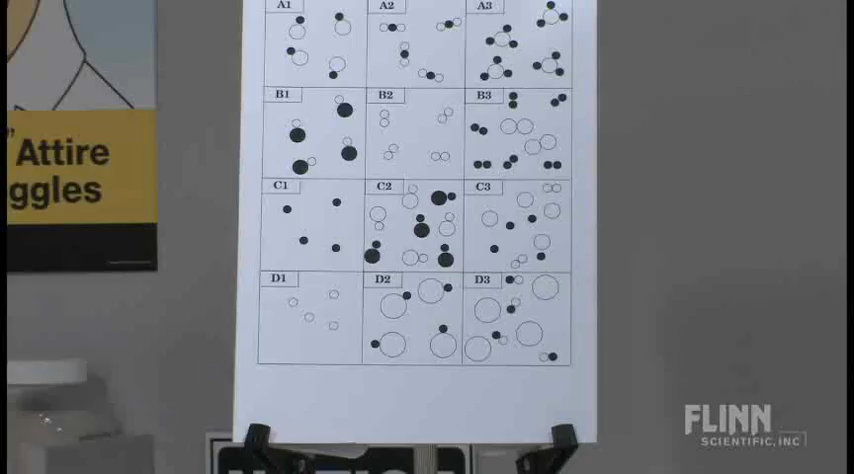 A1 A2 A3
B1 B2 B3
C1 C2 C3
D1 D2 D3
" Attire
ggles
FLINN
SCIENTIFIC, INC